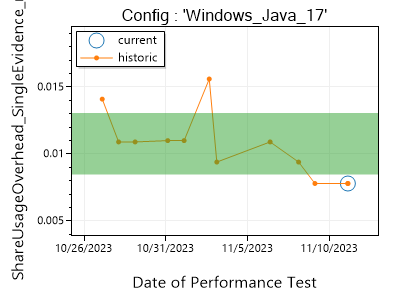 Config : 'Windows_Java_17'
current
historic
ShareUsageOverhead_SingleEvidence_
0.015
0.01
0.005
10/26/2023
10/31/2023
11/5/2023
11/10/2023
Date of Performance Test